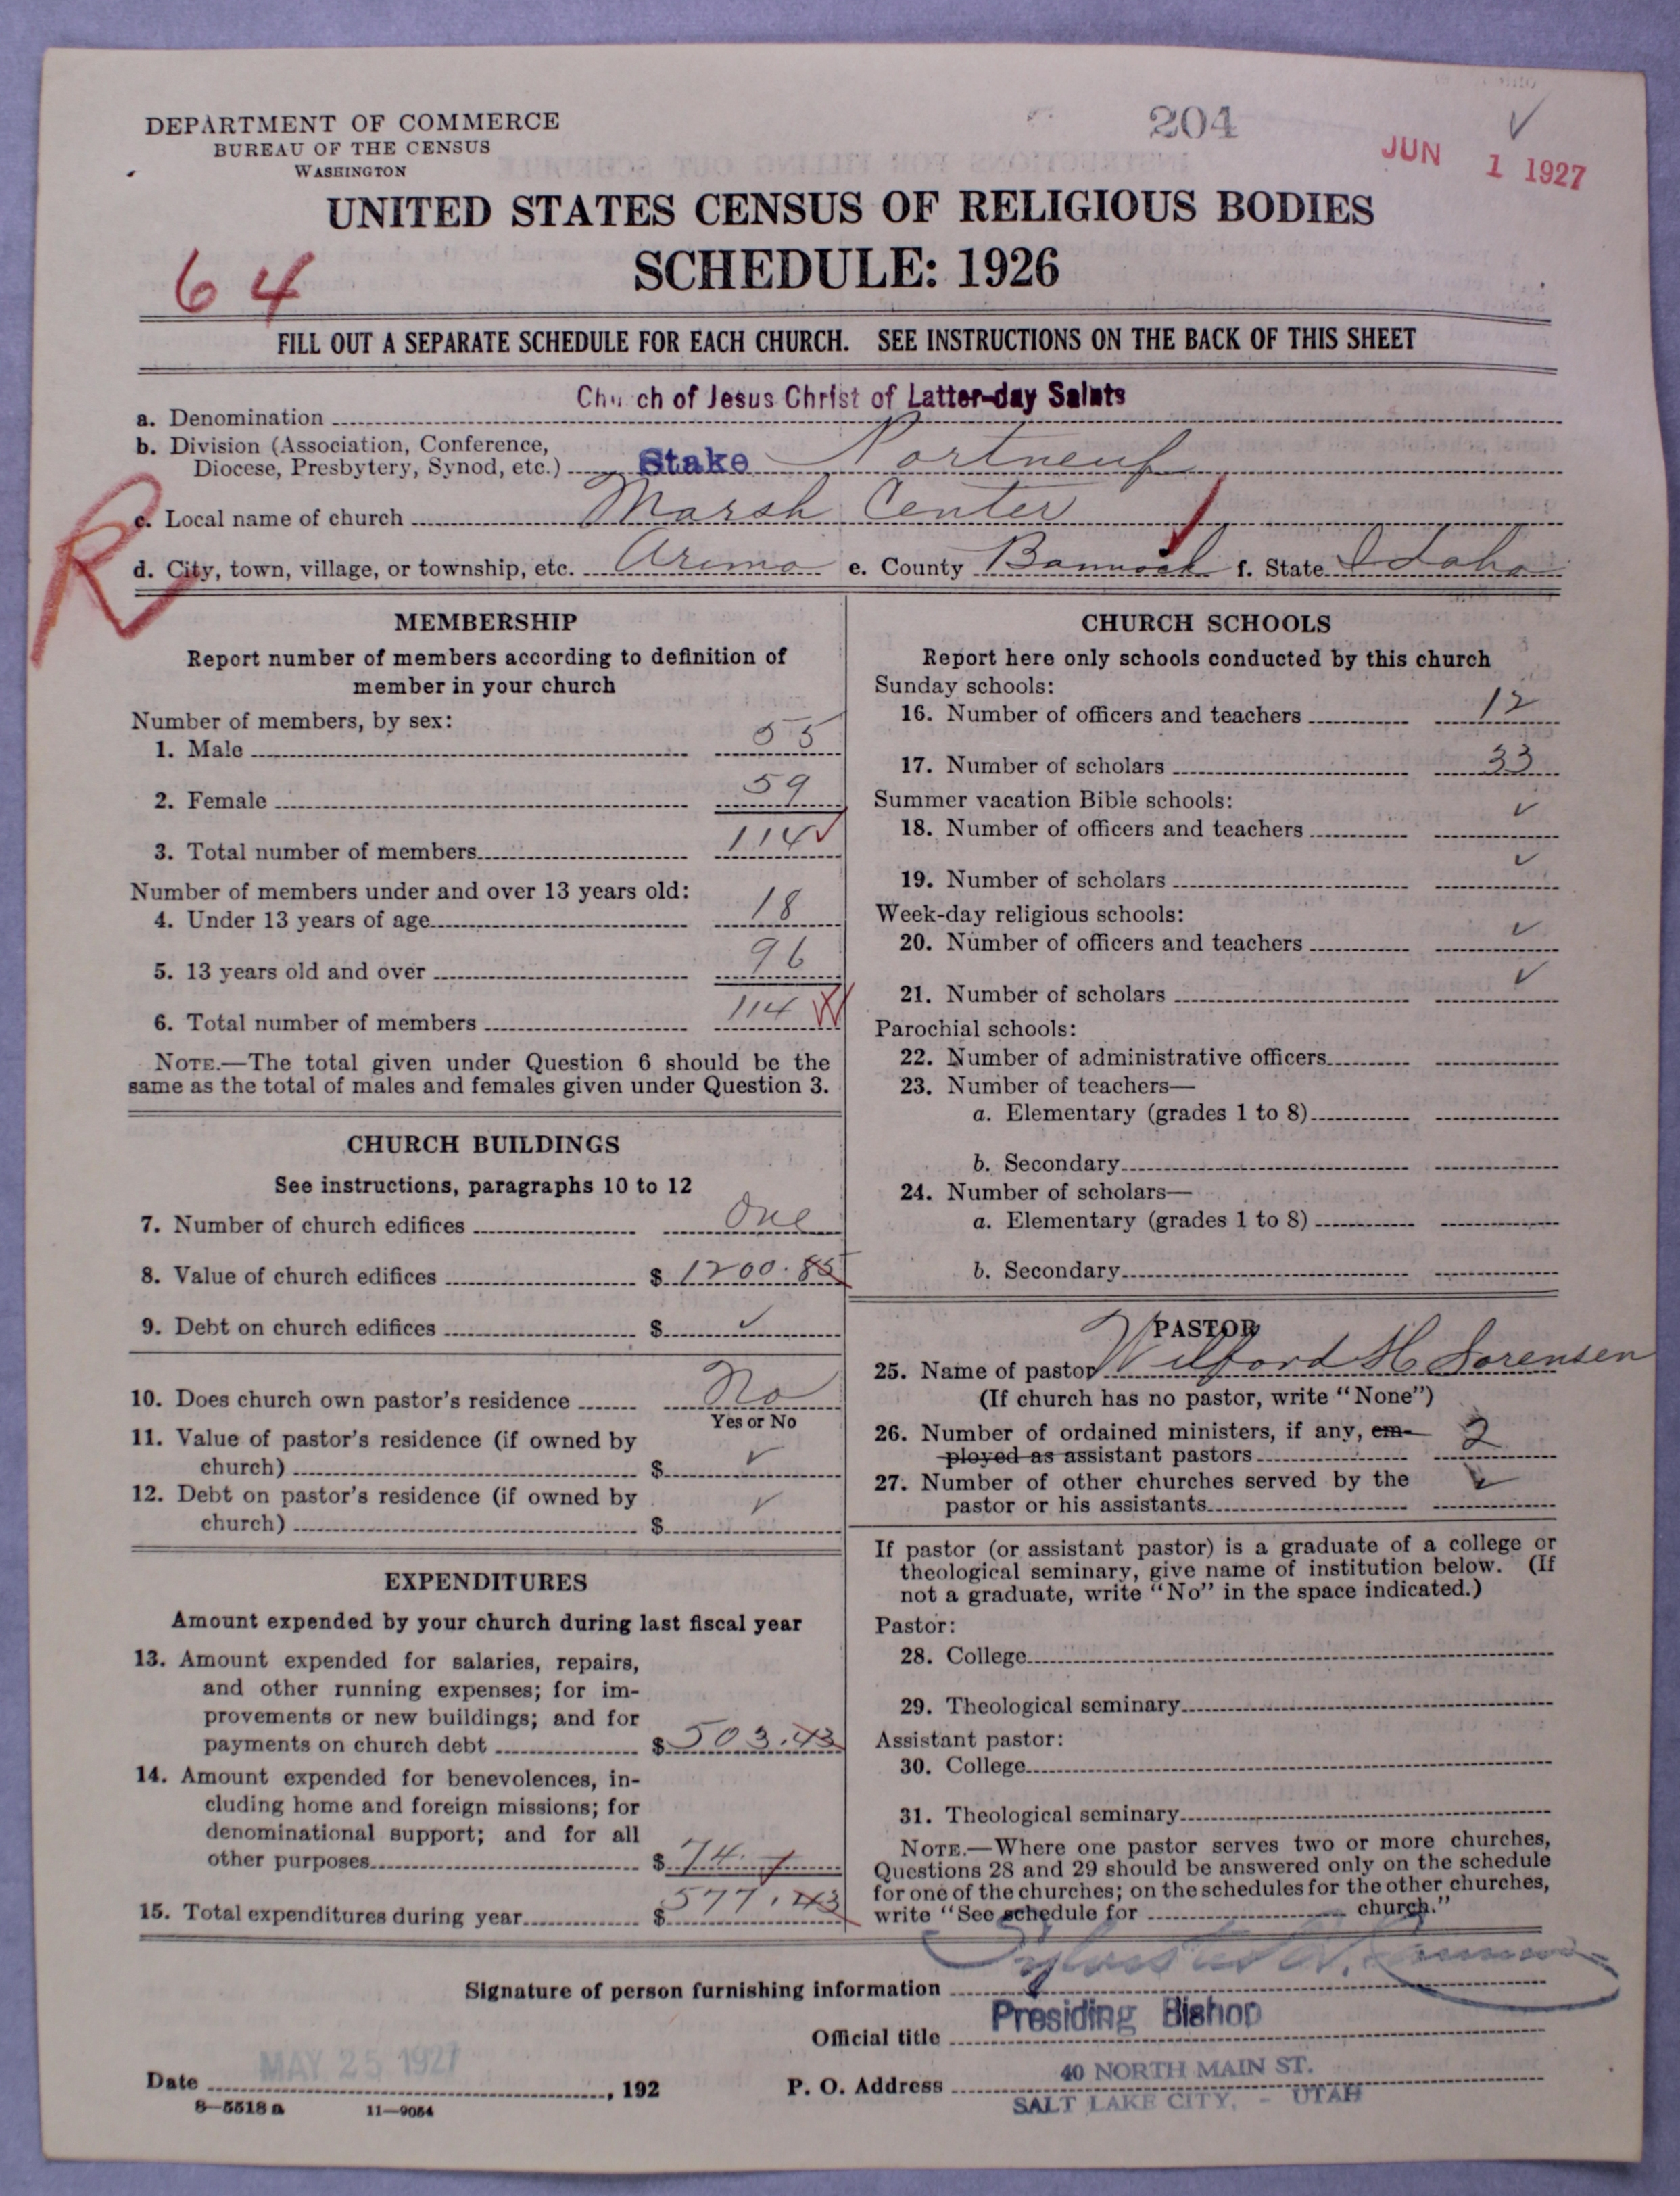 204
DEPARTMENT OF COMMERCE
BUREAU OF THE CENSUS
WASHINGTON
JUN 1 1927
UNITED STATES CENSUS OF RELIGIOUS BODIES
SCHEDULE: 1926
64
FILL OUT A SEPARATE SCHEDULE FOR EACH CHURCH. SEE INSTRUCTIONS ON THE BACK OF THIS SHEET
a. Denomination Church of Jesus Christ of Latter-day Saints
b. Division (Association, Conference,
Diocese, Presbytery, Synod, etc.) Stake Portneuf
R
c. Local name of church Marsh Center
d. City, town, village, or township, etc. Arimo e. County Bannock f. State Idaho
MEMBERSHIP
Report number of members according to definition of
member in your church
Number of members, by sex:
1. Male 55
2. Female 59
3. Total number of members 114
Number of members under and over 13 years old:
4. Under 13 years of age 18
5. 13 years old and over 96
6. Total number of members 114
NOTE.—The total given under Question 6 should be the
same as the total of males and females given under Question 3.
CHURCH BUILDINGS
See instructions, paragraphs 10 to 12
7. Number of church edifices One
8. Value of church edifices $ 1200.85
9. Debt on church edifices $ ✓
10. Does church own pastor's residence No
Yes or No
11. Value of pastor's residence (if owned by
church) $ ✓
12. Debt on pastor's residence (if owned by
church) $ ✓
EXPENDITURES
Amount expended by your church during last fiscal year
13. Amount expended for salaries, repairs,
and other running expenses; for im-
provements or new buildings; and for
payments on church debt $ 503.43
14. Amount expended for benevolences, in-
cluding home and foreign missions; for
denominational support; and for all
other purposes $ 74.
15. Total expenditures during year $ 577.43
CHURCH SCHOOLS
Report here only schools conducted by this church
Sunday schools:
16. Number of officers and teachers 12
17. Number of scholars 33
Summer vacation Bible schools:
18. Number of officers and teachers ✓
19. Number of scholars ✓
Week-day religious schools:
20. Number of officers and teachers ✓
21. Number of scholars ✓
Parochial schools:
22. Number of administrative officers
23. Number of teachers—
a. Elementary (grades 1 to 8)
b. Secondary
24. Number of scholars—
a. Elementary (grades 1 to 8)
b. Secondary
PASTOR
25. Name of pastor Wilford H Sorensen
(If church has no pastor, write "None")
26. Number of ordained ministers, if any, em-
ployed as assistant pastors 2
27. Number of other churches served by the
pastor or his assistants ✓
If pastor (or assistant pastor) is a graduate of a college or
theological seminary, give name of institution below. (If
not a graduate, write "No" in the space indicated.)
Pastor:
28. College
29. Theological seminary
Assistant pastor:
30. College
31. Theological seminary
NOTE.—Where one pastor serves two or more churches,
Questions 28 and 29 should be answered only on the schedule
for one of the churches; on the schedules for the other churches,
write "See schedule for church."
Signature of person furnishing information Sylvester Q. Cannon
Official title Presiding Bishop
Date MAY 25 1927, 192
P. O. Address 40 NORTH MAIN ST.
SALT LAKE CITY, - UTAH
8—5518 a 11—9054